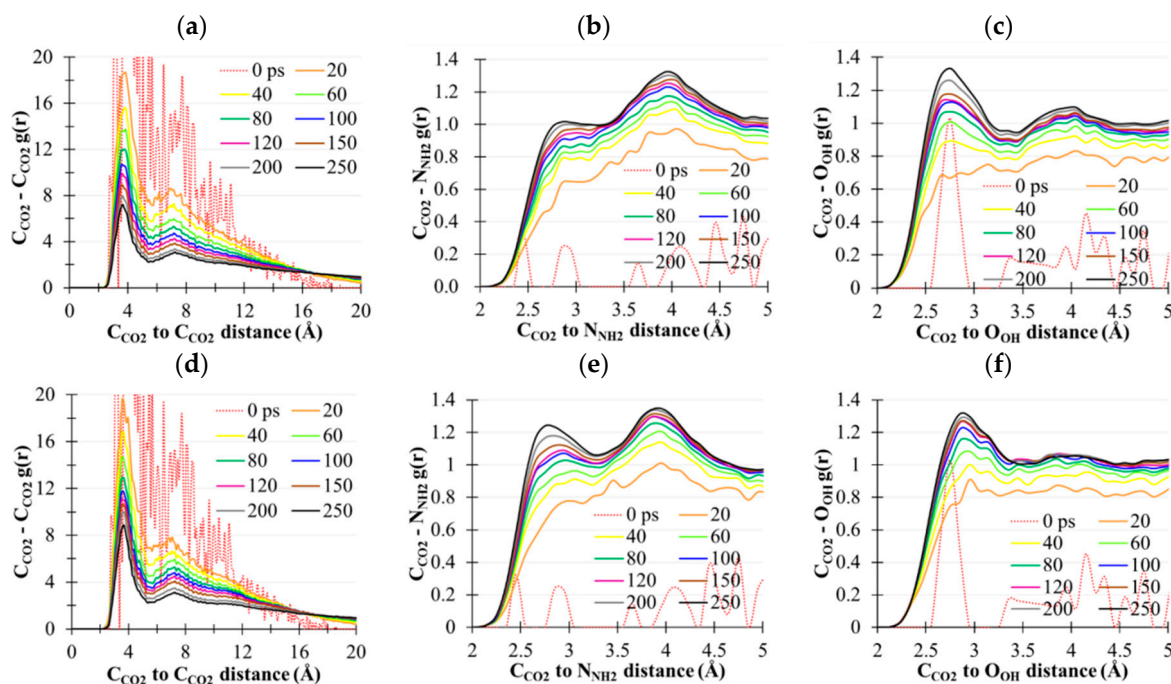 (a)
C_CO2 - C_CO2 g(r)
20
16
12
8
4
0
0 ps 20
40 60
80 100
120 150
200 250
0 4 8 12 16 20
C_CO2 to C_CO2 distance (Å)
(b)
C_CO2 - N_NH2 g(r)
1.4
1.2
1.0
0.8
0.6
0.4
0.2
0.0
0 ps 20
40 60
80 100
120 150
200 250
2 2.5 3 3.5 4 4.5 5
C_CO2 to N_NH2 distance (Å)
(c)
C_CO2 - O_OH g(r)
1.4
1.2
1
0.8
0.6
0.4
0.2
0
0 ps 20
40 60
80 100
120 150
200 250
2 2.5 3 3.5 4 4.5 5
C_CO2 to O_OH distance (Å)
(d)
C_CO2 - C_CO2 g(r)
20
16
12
8
4
0
0 ps 20
40 60
80 100
120 150
200 250
0 4 8 12 16 20
C_CO2 to C_CO2 distance (Å)
(e)
C_CO2 - N_NH2 g(r)
1.4
1.2
1
0.8
0.6
0.4
0.2
0
0 ps 20
40 60
80 100
120 150
200 250
2 2.5 3 3.5 4 4.5 5
C_CO2 to N_NH2 distance (Å)
(f)
C_CO2 - O_OH g(r)
1.4
1.2
1
0.8
0.6
0.4
0.2
0
0 ps 20
40 60
80 100
120 150
200 250
2 2.5 3 3.5 4 4.5 5
C_CO2 to O_OH distance (Å)